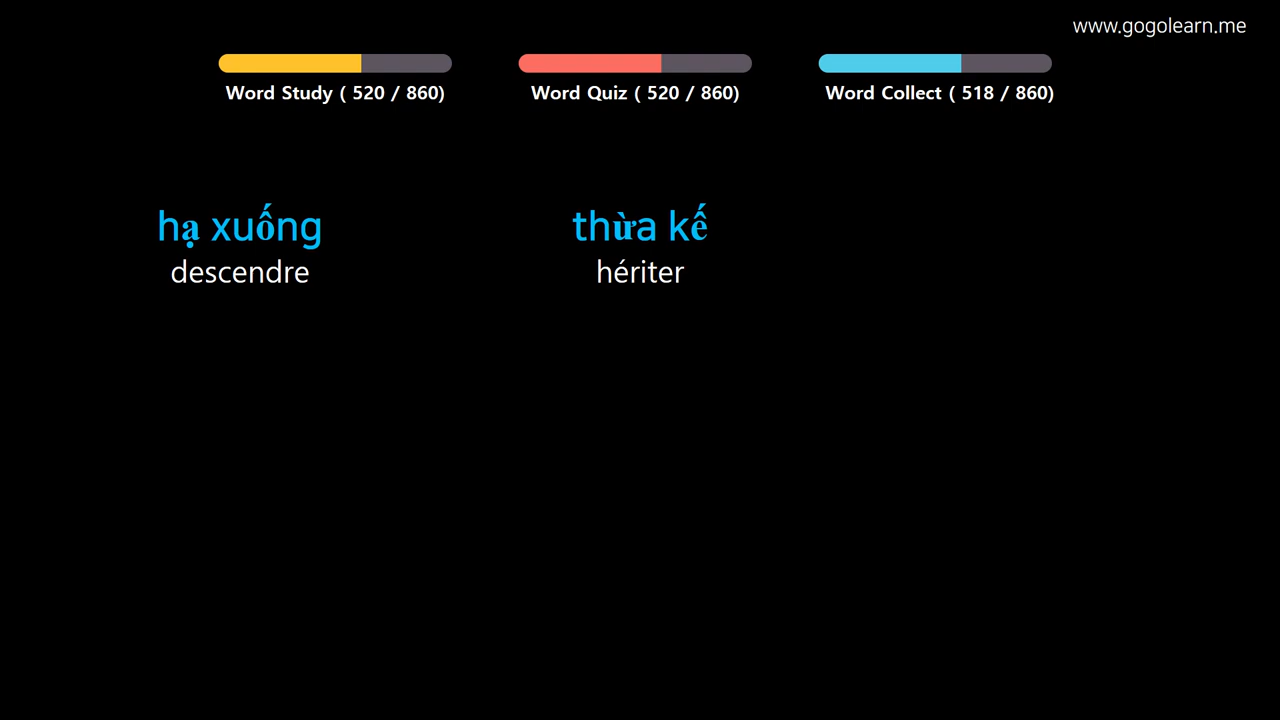 www.gogolearn.me
Word Study ( 520 / 860)
Word Quiz ( 520 / 860)
Word Collect ( 518 / 860)
hạ xuống
descendre
thừa kế
hériter